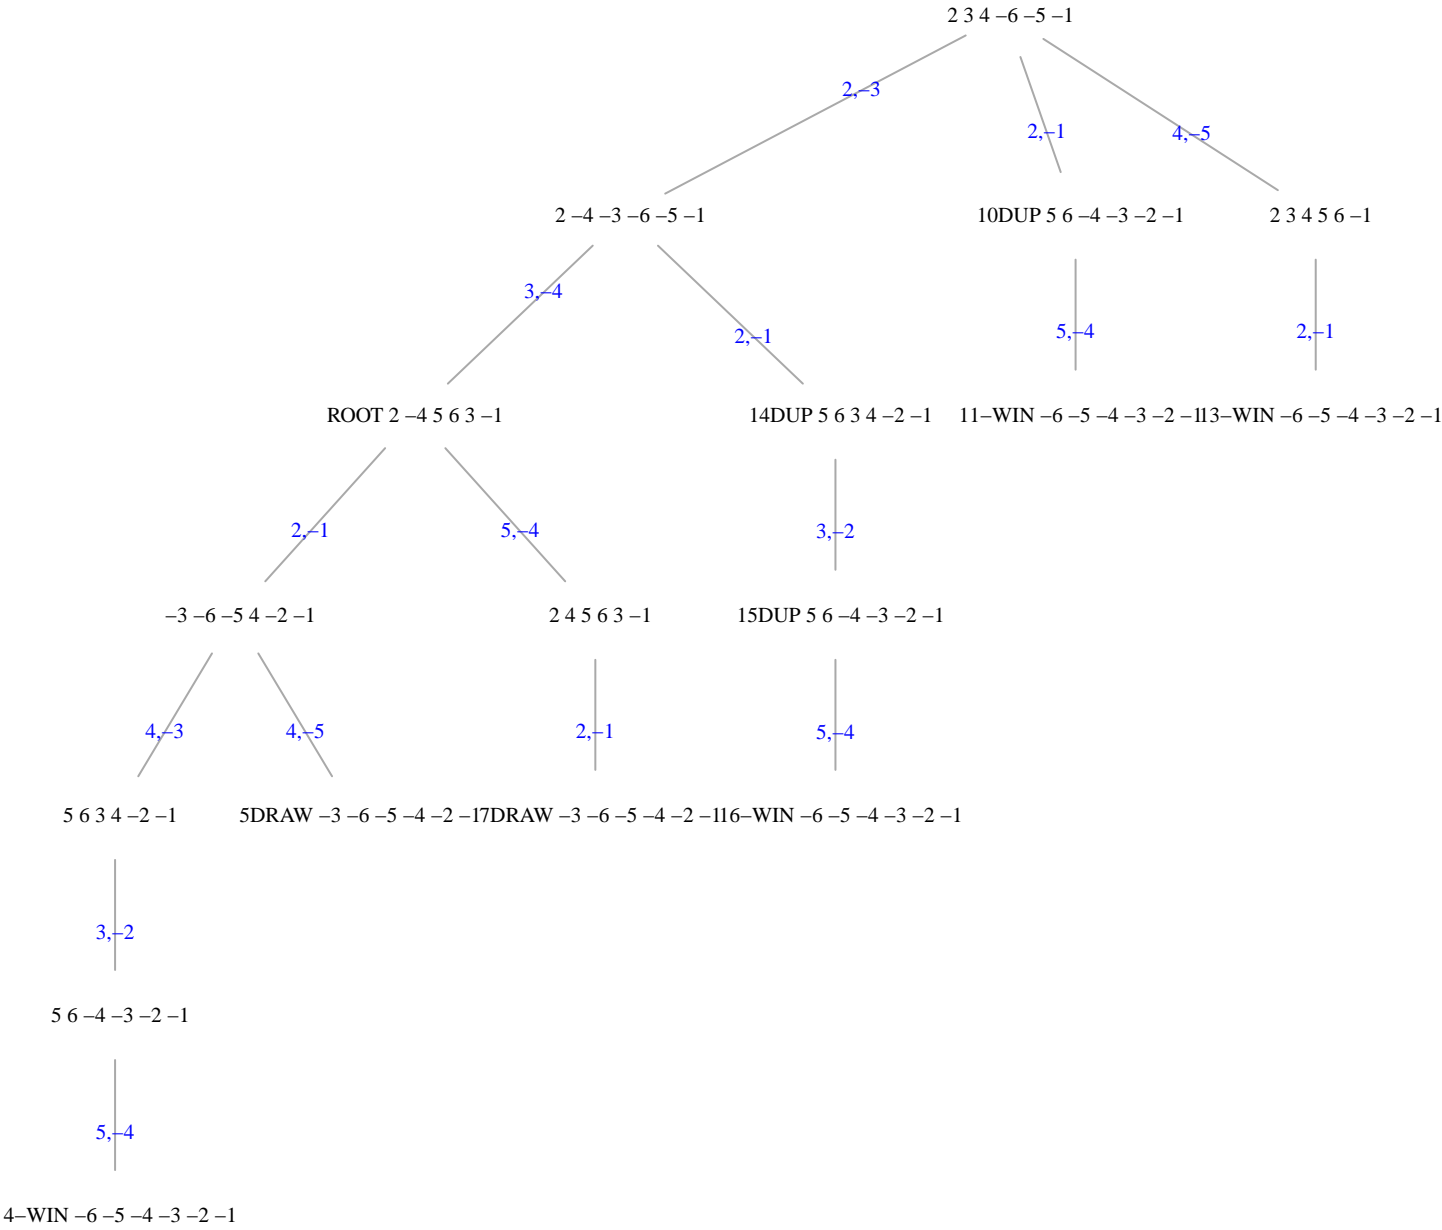 2 3 4 –6 –5 –1
2,–3
2,–1
4,–5
2 –4 –3 –6 –5 –1
10DUP 5 6 –4 –3 –2 –1
2 3 4 5 6 –1
3,–4
2,–1
5,–4
2,–1
ROOT 2 –4 5 6 3 –1
14DUP 5 6 3 4 –2 –1
11–WIN –6 –5 –4 –3 –2 –1
13–WIN –6 –5 –4 –3 –2 –1
2,–1
5,–4
3,–2
–3 –6 –5 4 –2 –1
2 4 5 6 3 –1
15DUP 5 6 –4 –3 –2 –1
4,–3
4,–5
2,–1
5,–4
5 6 3 4 –2 –1
5DRAW –3 –6 –5 –4 –2 –1
7DRAW –3 –6 –5 –4 –2 –1
16–WIN –6 –5 –4 –3 –2 –1
3,–2
5 6 –4 –3 –2 –1
5,–4
4–WIN –6 –5 –4 –3 –2 –1